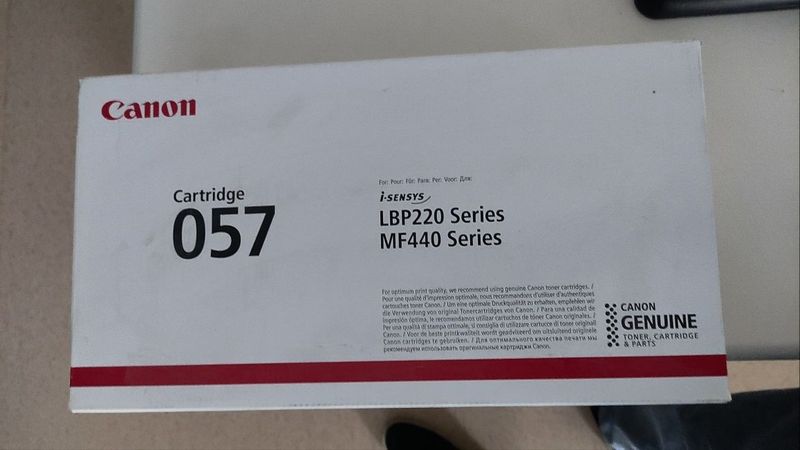 Canon
Cartridge
057
For: Pour: Für: Para: Per: Voor: Для:
i-SENSYS
LBP220 Series
MF440 Series
For optimum print quality, we recommend using genuine Canon toner cartridges. /
Pour une qualité d'impression optimale, nous recommandons d'utiliser d'authentiques
cartouches toner Canon. / Um eine optimale Druckqualität zu erhalten, empfehlen wir
die Verwendung von original Tonercartridges von Canon. / Para una calidad de
impresión óptima, le recomendamos utilizar cartuchos de tóner Canon originales. /
Per una qualità di stampa ottimale, si consiglia di utilizzare cartucce di toner originali
Canon. / Voor de beste printkwaliteit word geadviseerd om uitsluitend originele
Canon cartridges te gebruiken. / Для оптимального качества печати мы
рекомендуем использовать оригинальные картриджи Canon.
CANON
GENUINE
TONER, CARTRIDGE
& PARTS